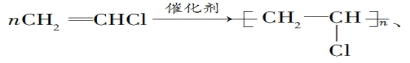 nCH₂═CHCl —催化剂→ ⁅CH₂—CH⁆ₙ、
Cl